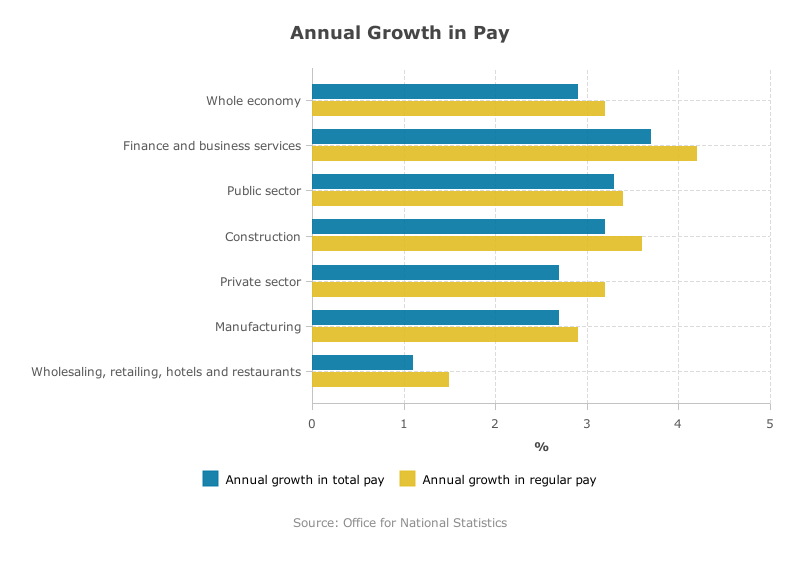 Annual Growth in Pay
Whole economy
Finance and business services
Public sector
Construction
Private sector
Manufacturing
Wholesaling, retailing, hotels and restaurants
0 1 2 3 4 5
%
Annual growth in total pay Annual growth in regular pay
Source: Office for National Statistics